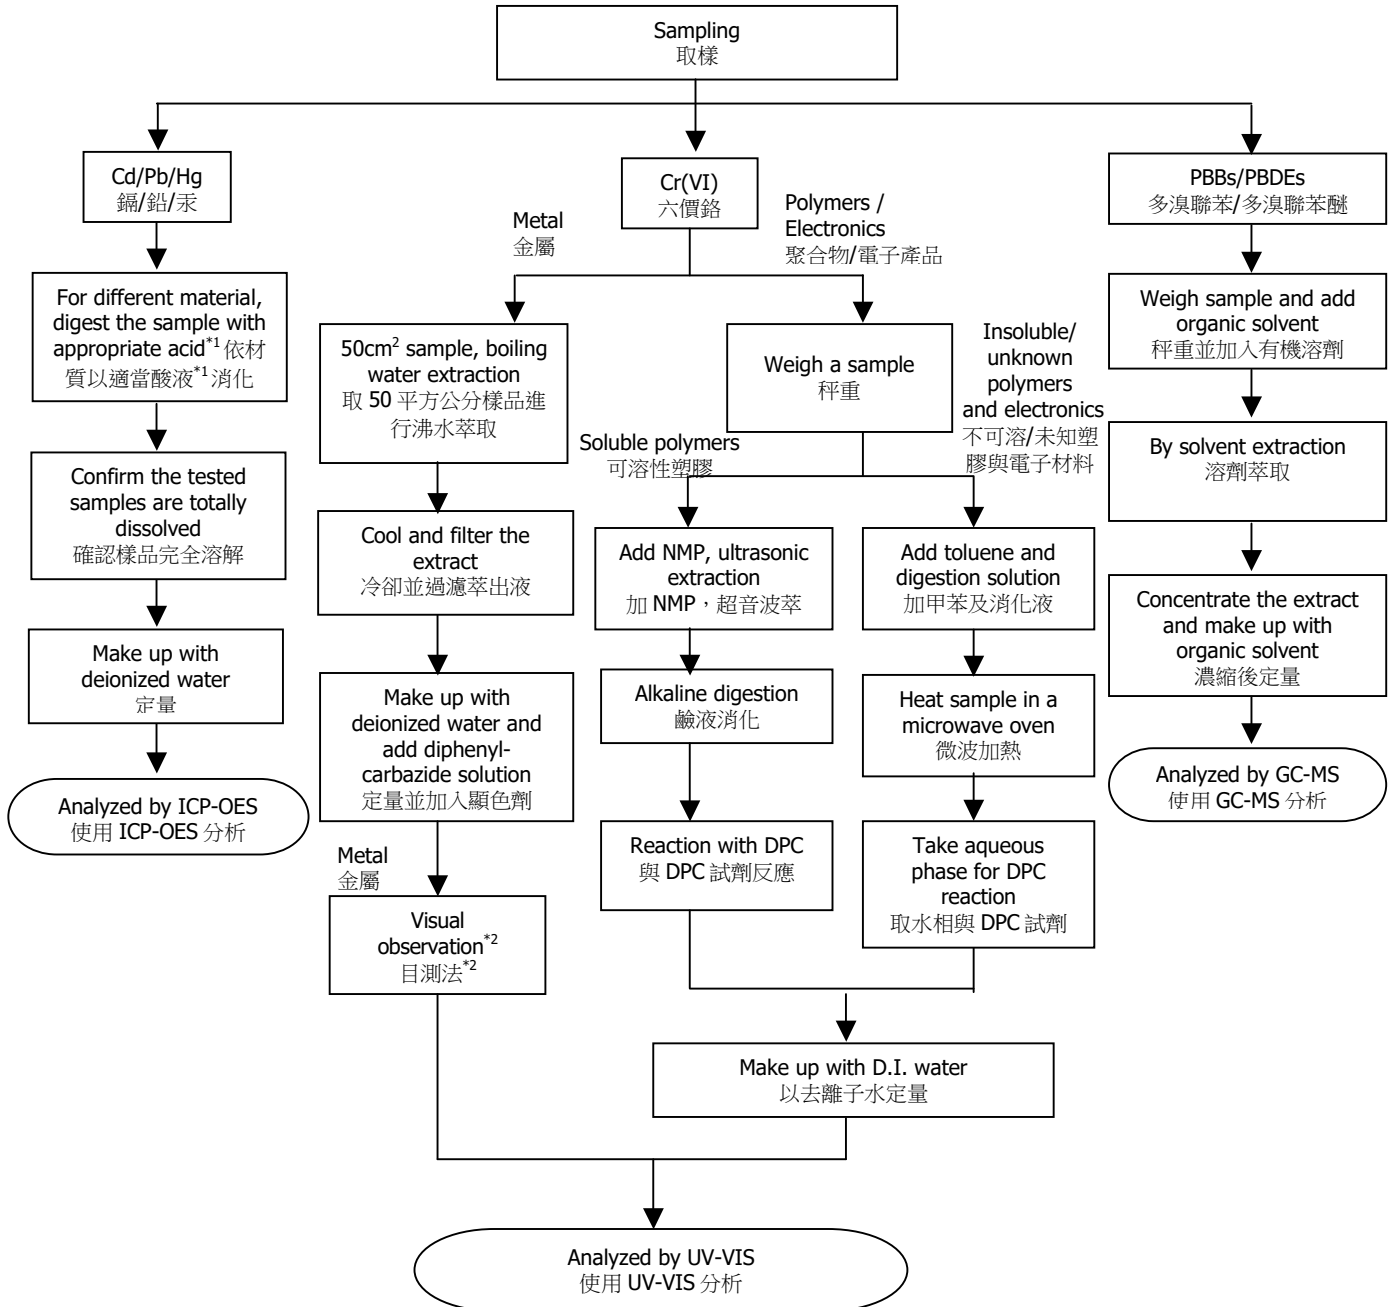 Sampling
取樣
Cd/Pb/Hg
鎘/鉛/汞
Cr(VI)
六價鉻
PBBs/PBDEs
多溴聯苯/多溴聯苯醚
Metal
金屬
Polymers /
Electronics
聚合物/電子產品
For different material,
digest the sample with
appropriate acid*1 依材
質以適當酸液*1 消化
50cm2 sample, boiling
water extraction
取 50 平方公分樣品進
行沸水萃取
Weigh a sample
秤重
Insoluble/
unknown
polymers
and electronics
不可溶/未知塑
膠與電子材料
Weigh sample and add
organic solvent
秤重並加入有機溶劑
Soluble polymers
可溶性塑膠
By solvent extraction
溶劑萃取
Confirm the tested
samples are totally
dissolved
確認樣品完全溶解
Cool and filter the
extract
冷卻並過濾萃出液
Add NMP, ultrasonic
extraction
加 NMP，超音波萃
Add toluene and
digestion solution
加甲苯及消化液
Concentrate the extract
and make up with
organic solvent
濃縮後定量
Make up with
deionized water
定量
Make up with
deionized water and
add diphenyl-
carbazide solution
定量並加入顯色劑
Alkaline digestion
鹼液消化
Heat sample in a
microwave oven
微波加熱
Analyzed by ICP-OES
使用 ICP-OES 分析
Analyzed by GC-MS
使用 GC-MS 分析
Metal
金屬
Reaction with DPC
與 DPC 試劑反應
Take aqueous
phase for DPC
reaction
取水相與 DPC 試劑
Visual
observation*2
目測法*2
Make up with D.I. water
以去離子水定量
Analyzed by UV-VIS
使用 UV-VIS 分析